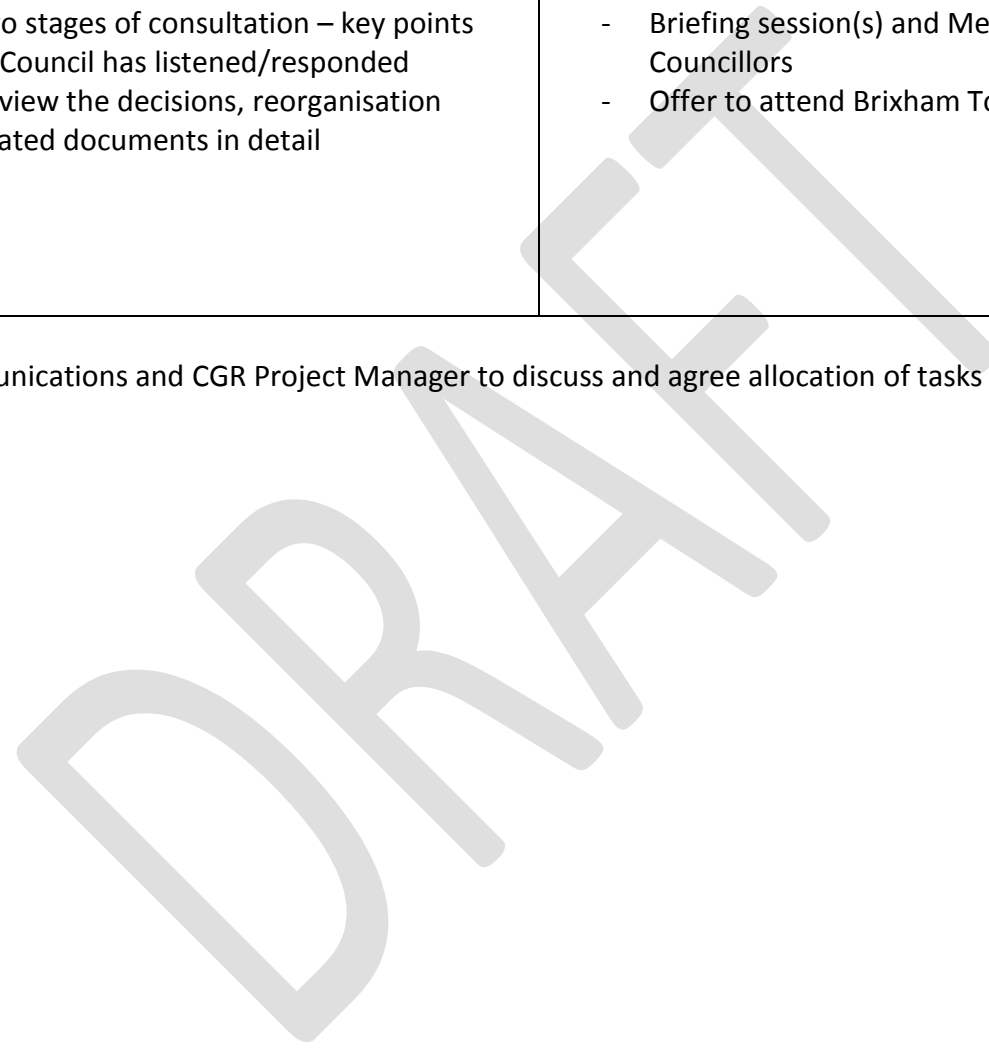 o stages of consultation – key points
Council has listened/responded
view the decisions, reorganisation
ated documents in detail
- Briefing session(s) and Me
Councillors
- Offer to attend Brixham To
unications and CGR Project Manager to discuss and agree allocation of tasks
DRAFT